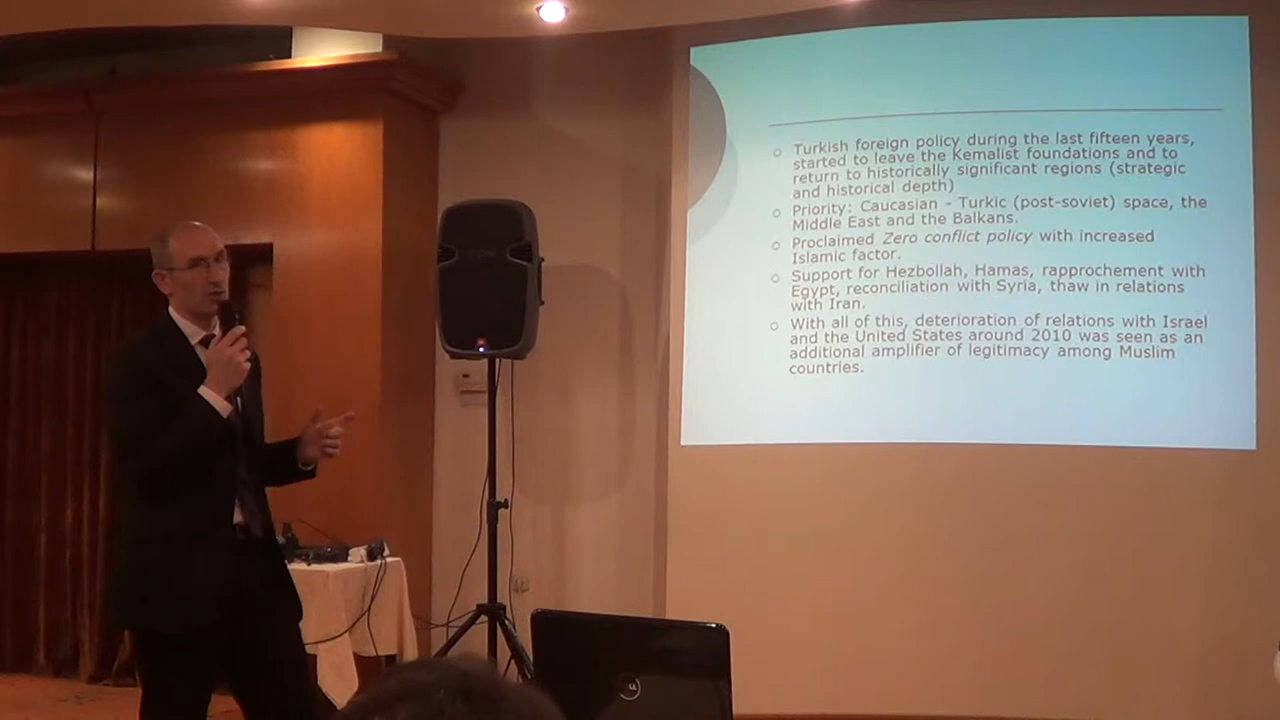 Turkish foreign policy during the last fifteen years,
started to leave the Kemalist foundations and to
return to historically significant regions (strategic
and historical depth)
Priority: Caucasian - Turkic (post-soviet) space, the
Middle East and the Balkans.
Proclaimed Zero conflict policy with increased
Islamic factor.
Support for Hezbollah, Hamas, rapprochement with
Egypt, reconciliation with Syria, thaw in relations
with Iran.
With all of this, deterioration of relations with Israel
and the United States around 2010 was seen as an
additional amplifier of legitimacy among Muslim
countries.